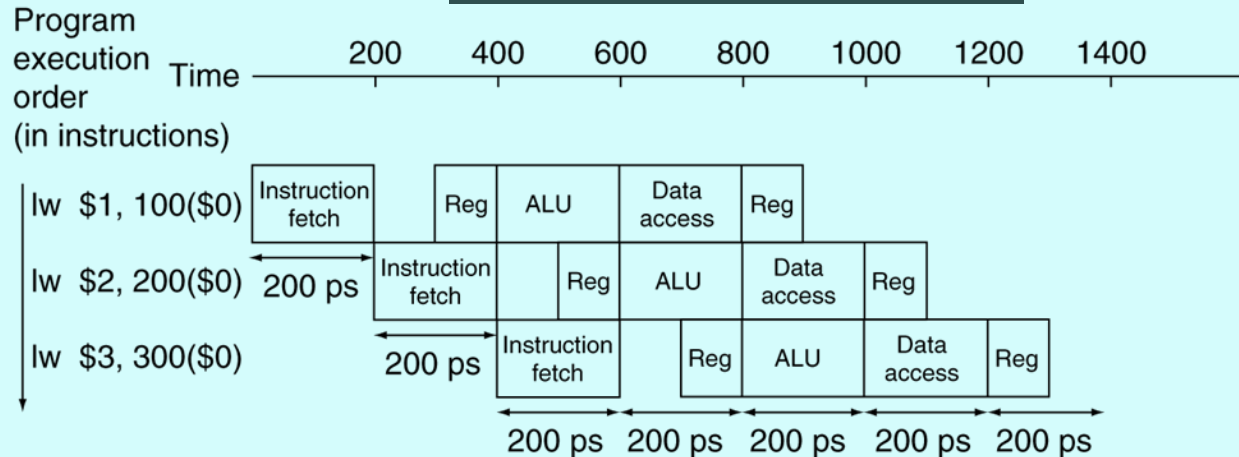 Program
execution
order
(in instructions)
Time
200 400 600 800 1000 1200 1400
lw $1, 100($0)
Instruction
fetch
Reg
ALU
Data
access
Reg
lw $2, 200($0)
200 ps
Instruction
fetch
Reg
ALU
Data
access
Reg
lw $3, 300($0)
200 ps
Instruction
fetch
Reg
ALU
Data
access
Reg
200 ps 200 ps 200 ps 200 ps 200 ps